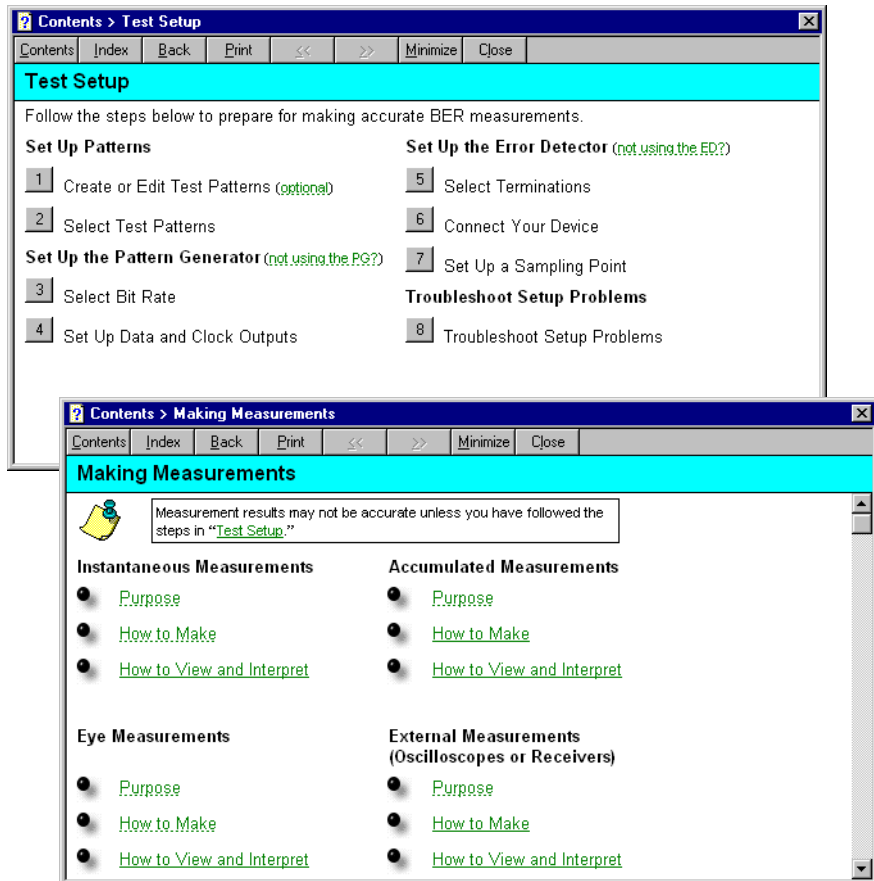 Contents > Test Setup
Contents Index Back Print << >> Minimize Close
Test Setup
Follow the steps below to prepare for making accurate BER measurements.
Set Up Patterns
1 Create or Edit Test Patterns (optional)
2 Select Test Patterns
Set Up the Pattern Generator (not using the PG?)
3 Select Bit Rate
4 Set Up Data and Clock Outputs
Set Up the Error Detector (not using the ED?)
5 Select Terminations
6 Connect Your Device
7 Set Up a Sampling Point
Troubleshoot Setup Problems
8 Troubleshoot Setup Problems
Contents > Making Measurements
Contents Index Back Print << >> Minimize Close
Making Measurements
Measurement results may not be accurate unless you have followed the
steps in “Test Setup.”
Instantaneous Measurements
Purpose
How to Make
How to View and Interpret
Accumulated Measurements
Purpose
How to Make
How to View and Interpret
Eye Measurements
Purpose
How to Make
How to View and Interpret
External Measurements
(Oscilloscopes or Receivers)
Purpose
How to Make
How to View and Interpret